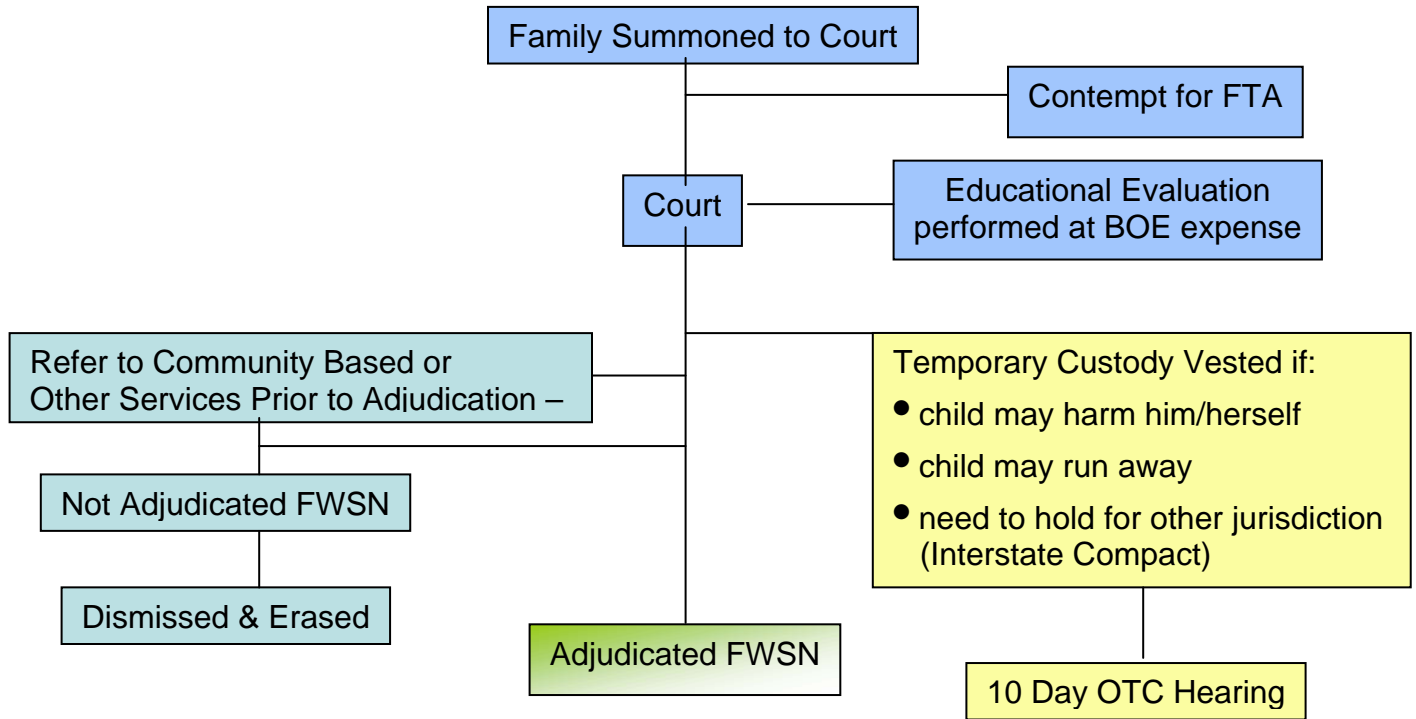 Family Summoned to Court
Contempt for FTA
Court
Educational Evaluation
performed at BOE expense
Refer to Community Based or
Other Services Prior to Adjudication –
Temporary Custody Vested if:
• child may harm him/herself
• child may run away
• need to hold for other jurisdiction
(Interstate Compact)
Not Adjudicated FWSN
Dismissed & Erased
Adjudicated FWSN
10 Day OTC Hearing